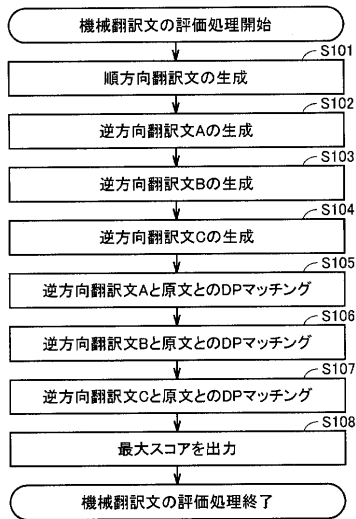 機械翻訳文の評価処理開始
S101
順方向翻訳文の生成
S102
逆方向翻訳文Aの生成
S103
逆方向翻訳文Bの生成
S104
逆方向翻訳文Cの生成
S105
逆方向翻訳文Aと原文とのDPマッチング
S106
逆方向翻訳文Bと原文とのDPマッチング
S107
逆方向翻訳文Cと原文とのDPマッチング
S108
最大スコアを出力
機械翻訳文の評価処理終了